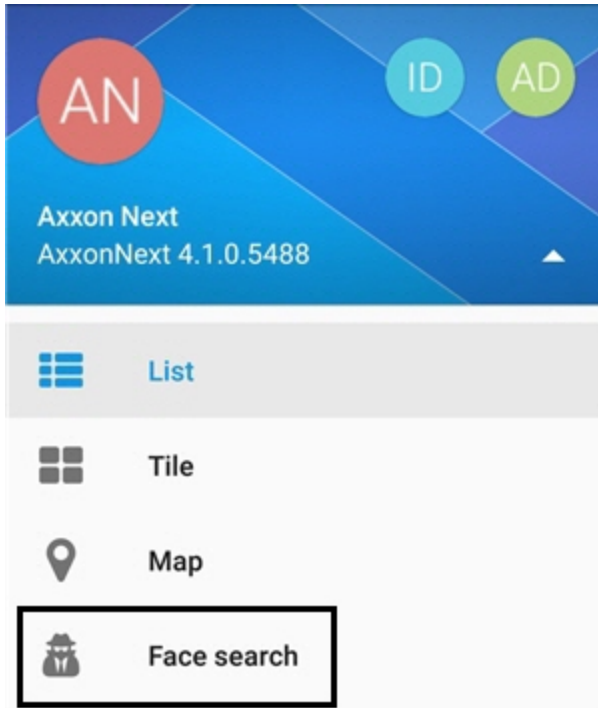 AN
ID
AD
Axxon Next
AxxonNext 4.1.0.5488
List
Tile
Map
Face search